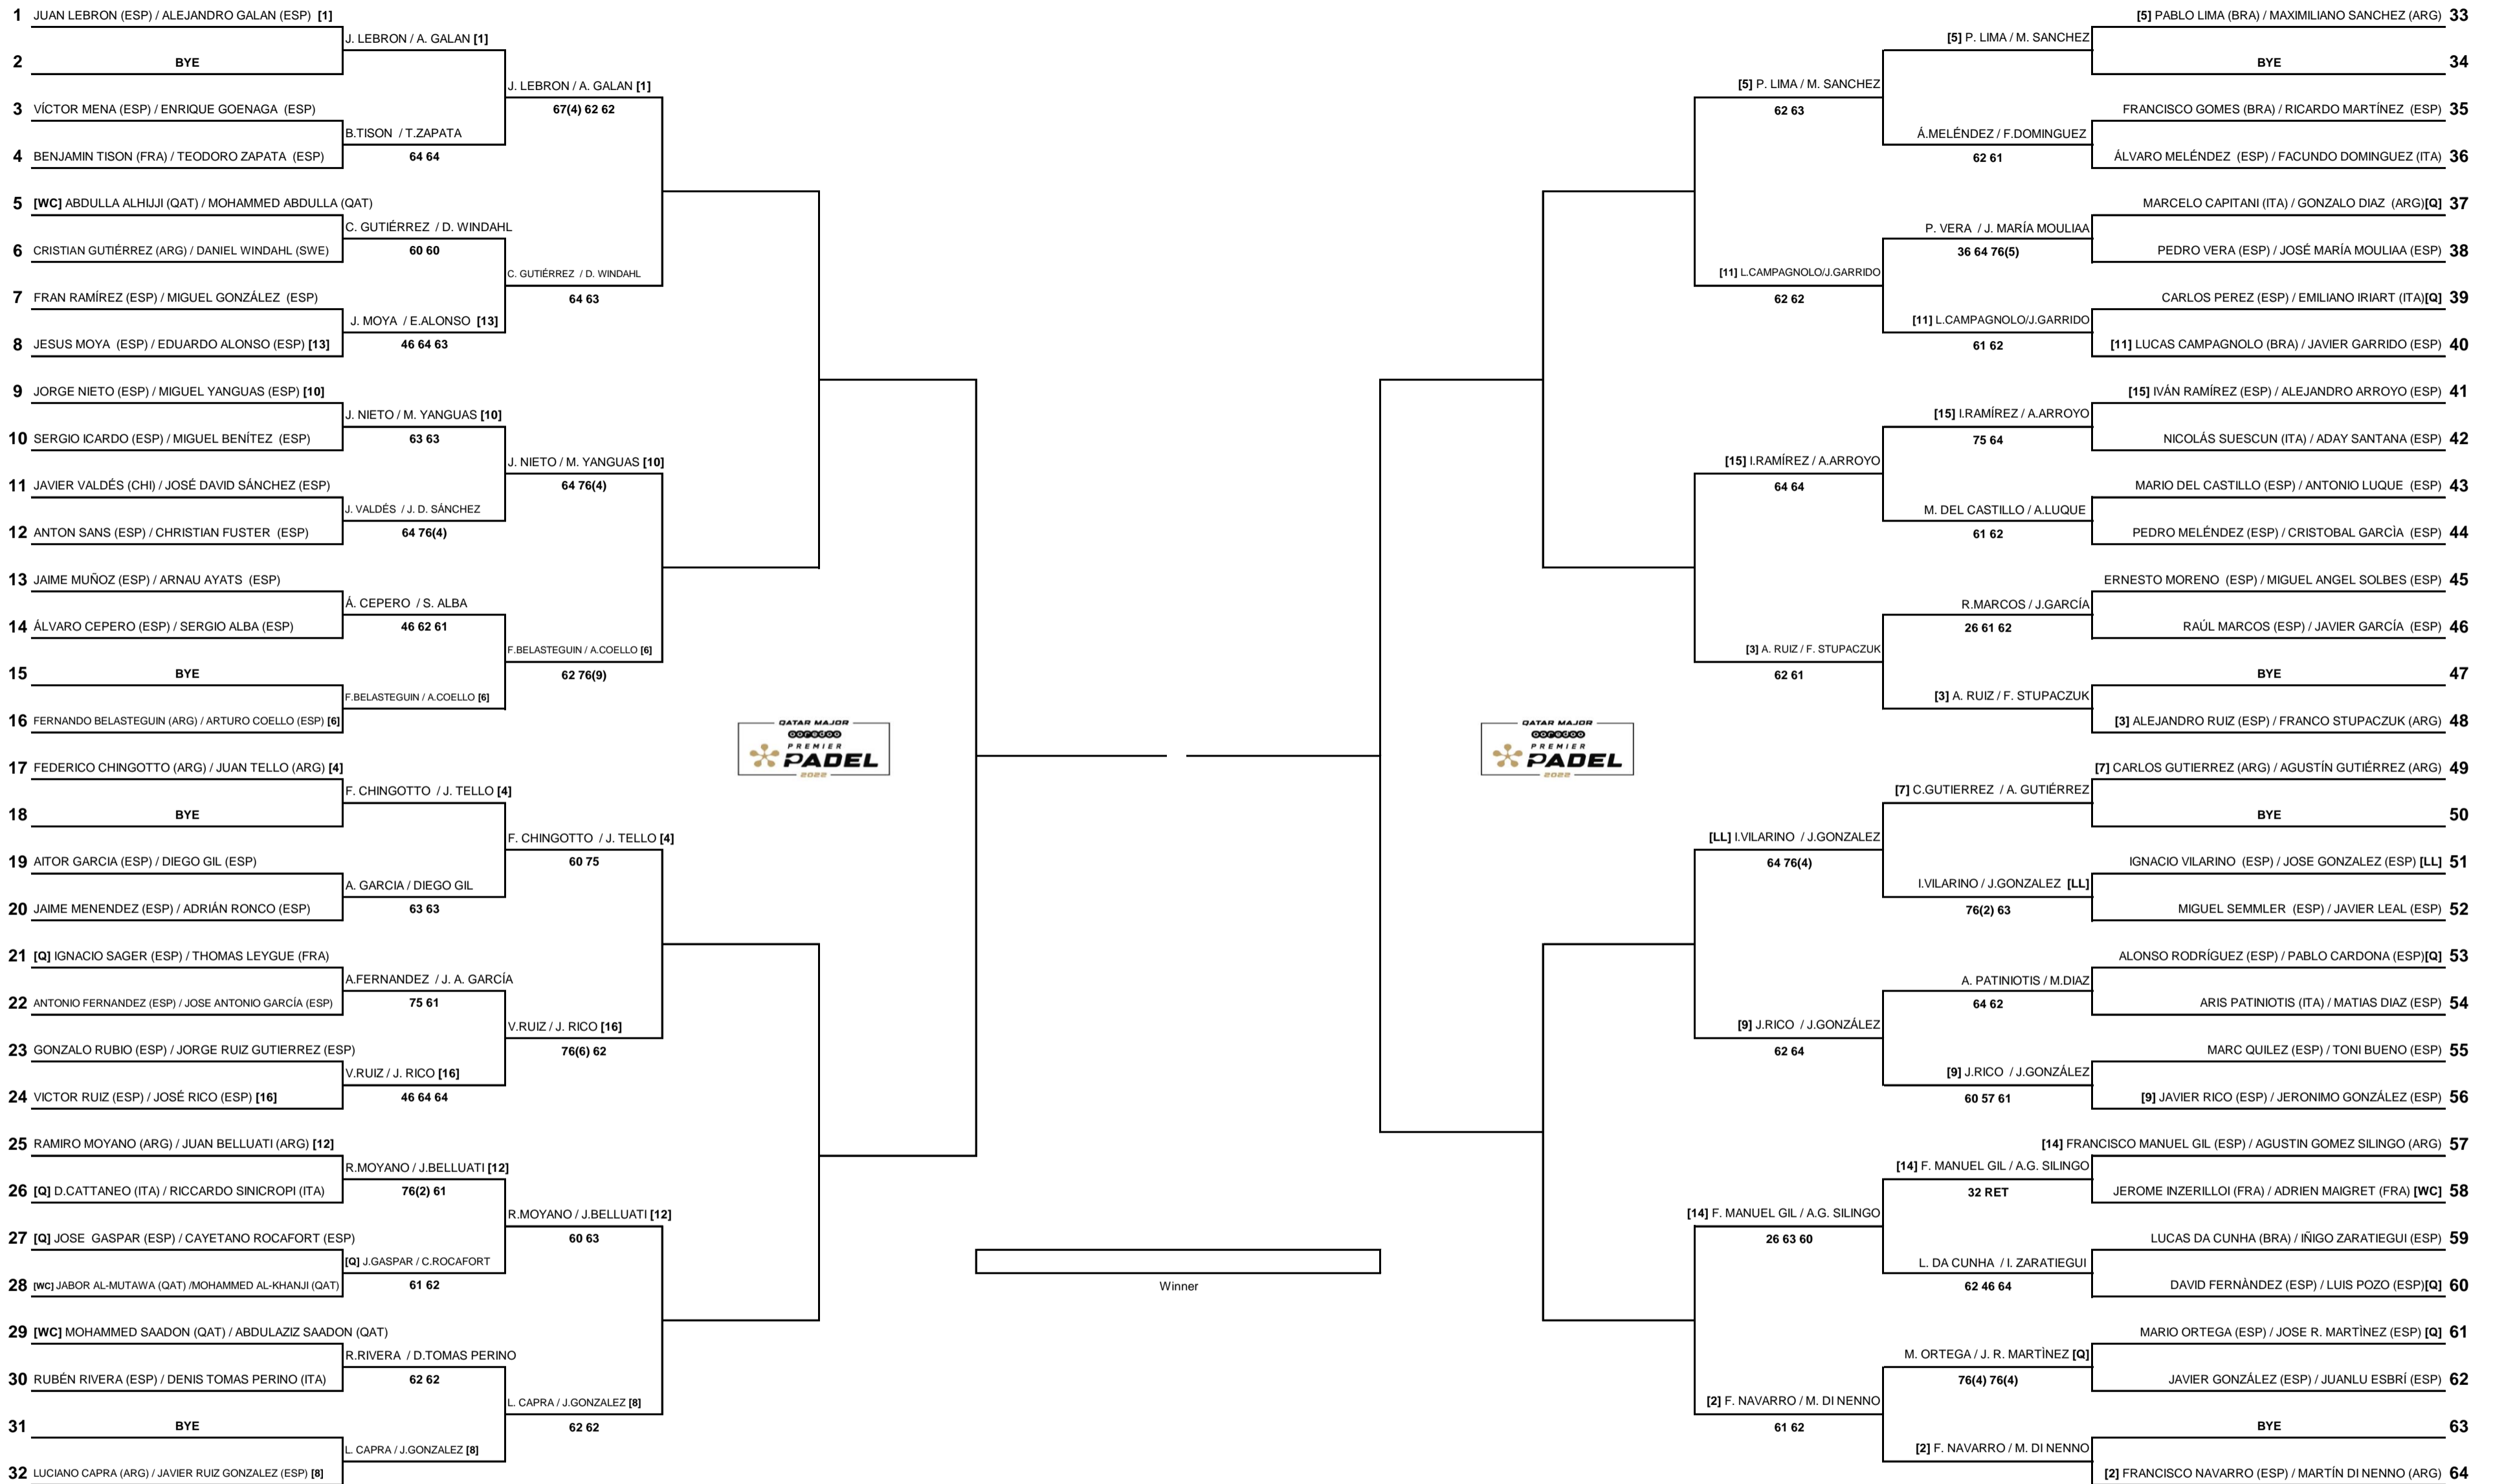 1 JUAN LEBRON (ESP) / ALEJANDRO GALAN (ESP) [1]
J. LEBRON / A. GALAN [1]
2 BYE
J. LEBRON / A. GALAN [1]
67(4) 62 62
3 VÍCTOR MENA (ESP) / ENRIQUE GOENAGA (ESP)
B.TISON / T.ZAPATA
64 64
4 BENJAMIN TISON (FRA) / TEODORO ZAPATA (ESP)
5 [WC] ABDULLA ALHIJJI (QAT) / MOHAMMED ABDULLA (QAT)
C. GUTIÉRREZ / D. WINDAHL
60 60
6 CRISTIAN GUTIÉRREZ (ARG) / DANIEL WINDAHL (SWE)
C. GUTIÉRREZ / D. WINDAHL
64 63
7 FRAN RAMÍREZ (ESP) / MIGUEL GONZÁLEZ (ESP)
J. MOYA / E.ALONSO [13]
46 64 63
8 JESUS MOYA (ESP) / EDUARDO ALONSO (ESP) [13]
9 JORGE NIETO (ESP) / MIGUEL YANGUAS (ESP) [10]
J. NIETO / M. YANGUAS [10]
63 63
10 SERGIO ICARDO (ESP) / MIGUEL BENÍTEZ (ESP)
J. NIETO / M. YANGUAS [10]
64 76(4)
11 JAVIER VALDÉS (CHI) / JOSÉ DAVID SÁNCHEZ (ESP)
J. VALDÉS / J. D. SÁNCHEZ
64 76(4)
12 ANTON SANS (ESP) / CHRISTIAN FUSTER (ESP)
13 JAIME MUÑOZ (ESP) / ARNAU AYATS (ESP)
Á. CEPERO / S. ALBA
46 62 61
14 ÁLVARO CEPERO (ESP) / SERGIO ALBA (ESP)
F.BELASTEGUIN / A.COELLO [6]
62 76(9)
15 BYE
F.BELASTEGUIN / A.COELLO [6]
16 FERNANDO BELASTEGUIN (ARG) / ARTURO COELLO (ESP) [6]
17 FEDERICO CHINGOTTO (ARG) / JUAN TELLO (ARG) [4]
F. CHINGOTTO / J. TELLO [4]
18 BYE
F. CHINGOTTO / J. TELLO [4]
60 75
19 AITOR GARCIA (ESP) / DIEGO GIL (ESP)
A. GARCIA / DIEGO GIL
63 63
20 JAIME MENENDEZ (ESP) / ADRIÁN RONCO (ESP)
21 [Q] IGNACIO SAGER (ESP) / THOMAS LEYGUE (FRA)
A.FERNANDEZ / J. A. GARCÍA
75 61
22 ANTONIO FERNANDEZ (ESP) / JOSE ANTONIO GARCÍA (ESP)
V.RUIZ / J. RICO [16]
76(6) 62
23 GONZALO RUBIO (ESP) / JORGE RUIZ GUTIERREZ (ESP)
V.RUIZ / J. RICO [16]
46 64 64
24 VICTOR RUIZ (ESP) / JOSÉ RICO (ESP) [16]
25 RAMIRO MOYANO (ARG) / JUAN BELLUATI (ARG) [12]
R.MOYANO / J.BELLUATI [12]
76(2) 61
26 [Q] D.CATTANEO (ITA) / RICCARDO SINICROPI (ITA)
R.MOYANO / J.BELLUATI [12]
60 63
27 [Q] JOSE GASPAR (ESP) / CAYETANO ROCAFORT (ESP)
[Q] J.GASPAR / C.ROCAFORT
61 62
28 [WC] JABOR AL-MUTAWA (QAT) /MOHAMMED AL-KHANJI (QAT)
29 [WC] MOHAMMED SAADON (QAT) / ABDULAZIZ SAADON (QAT)
R.RIVERA / D.TOMAS PERINO
62 62
30 RUBÉN RIVERA (ESP) / DENIS TOMAS PERINO (ITA)
L. CAPRA / J.GONZALEZ [8]
62 62
31 BYE
L. CAPRA / J.GONZALEZ [8]
32 LUCIANO CAPRA (ARG) / JAVIER RUIZ GONZALEZ (ESP) [8]
QATAR MAJOR
OOREDOO
PREMIER
PADEL
2022
Winner
QATAR MAJOR
OOREDOO
PREMIER
PADEL
2022
[5] PABLO LIMA (BRA) / MAXIMILIANO SANCHEZ (ARG) 33
[5] P. LIMA / M. SANCHEZ
BYE 34
[5] P. LIMA / M. SANCHEZ
62 63
FRANCISCO GOMES (BRA) / RICARDO MARTÍNEZ (ESP) 35
Á.MELÉNDEZ / F.DOMINGUEZ
62 61
ÁLVARO MELÉNDEZ (ESP) / FACUNDO DOMINGUEZ (ITA) 36
MARCELO CAPITANI (ITA) / GONZALO DIAZ (ARG)[Q] 37
P. VERA / J. MARÍA MOULIAA
36 64 76(5)
PEDRO VERA (ESP) / JOSÉ MARÍA MOULIAA (ESP) 38
[11] L.CAMPAGNOLO/J.GARRIDO
62 62
CARLOS PEREZ (ESP) / EMILIANO IRIART (ITA)[Q] 39
[11] L.CAMPAGNOLO/J.GARRIDO
61 62
[11] LUCAS CAMPAGNOLO (BRA) / JAVIER GARRIDO (ESP) 40
[15] IVÁN RAMÍREZ (ESP) / ALEJANDRO ARROYO (ESP) 41
[15] I.RAMÍREZ / A.ARROYO
75 64
NICOLÁS SUESCUN (ITA) / ADAY SANTANA (ESP) 42
[15] I.RAMÍREZ / A.ARROYO
64 64
MARIO DEL CASTILLO (ESP) / ANTONIO LUQUE (ESP) 43
M. DEL CASTILLO / A.LUQUE
61 62
PEDRO MELÉNDEZ (ESP) / CRISTOBAL GARCÌA (ESP) 44
ERNESTO MORENO (ESP) / MIGUEL ANGEL SOLBES (ESP) 45
R.MARCOS / J.GARCÍA
26 61 62
RAÚL MARCOS (ESP) / JAVIER GARCÍA (ESP) 46
[3] A. RUIZ / F. STUPACZUK
62 61
BYE 47
[3] A. RUIZ / F. STUPACZUK
[3] ALEJANDRO RUIZ (ESP) / FRANCO STUPACZUK (ARG) 48
[7] CARLOS GUTIERREZ (ARG) / AGUSTÍN GUTIÉRREZ (ARG) 49
[7] C.GUTIERREZ / A. GUTIÉRREZ
BYE 50
[LL] I.VILARINO / J.GONZALEZ
64 76(4)
IGNACIO VILARINO (ESP) / JOSE GONZALEZ (ESP) [LL] 51
I.VILARINO / J.GONZALEZ [LL]
76(2) 63
MIGUEL SEMMLER (ESP) / JAVIER LEAL (ESP) 52
ALONSO RODRÍGUEZ (ESP) / PABLO CARDONA (ESP)[Q] 53
A. PATINIOTIS / M.DIAZ
64 62
ARIS PATINIOTIS (ITA) / MATIAS DIAZ (ESP) 54
[9] J.RICO / J.GONZÁLEZ
62 64
MARC QUILEZ (ESP) / TONI BUENO (ESP) 55
[9] J.RICO / J.GONZÁLEZ
60 57 61
[9] JAVIER RICO (ESP) / JERONIMO GONZÁLEZ (ESP) 56
[14] FRANCISCO MANUEL GIL (ESP) / AGUSTIN GOMEZ SILINGO (ARG) 57
[14] F. MANUEL GIL / A.G. SILINGO
32 RET
JEROME INZERILLOI (FRA) / ADRIEN MAIGRET (FRA) [WC] 58
[14] F. MANUEL GIL / A.G. SILINGO
26 63 60
LUCAS DA CUNHA (BRA) / IÑIGO ZARATIEGUI (ESP) 59
L. DA CUNHA / I. ZARATIEGUI
62 46 64
DAVID FERNÀNDEZ (ESP) / LUIS POZO (ESP)[Q] 60
MARIO ORTEGA (ESP) / JOSE R. MARTÌNEZ (ESP) [Q] 61
M. ORTEGA / J. R. MARTÌNEZ [Q]
76(4) 76(4)
JAVIER GONZÁLEZ (ESP) / JUANLU ESBRÍ (ESP) 62
[2] F. NAVARRO / M. DI NENNO
61 62
BYE 63
[2] F. NAVARRO / M. DI NENNO
[2] FRANCISCO NAVARRO (ESP) / MARTÍN DI NENNO (ARG) 64